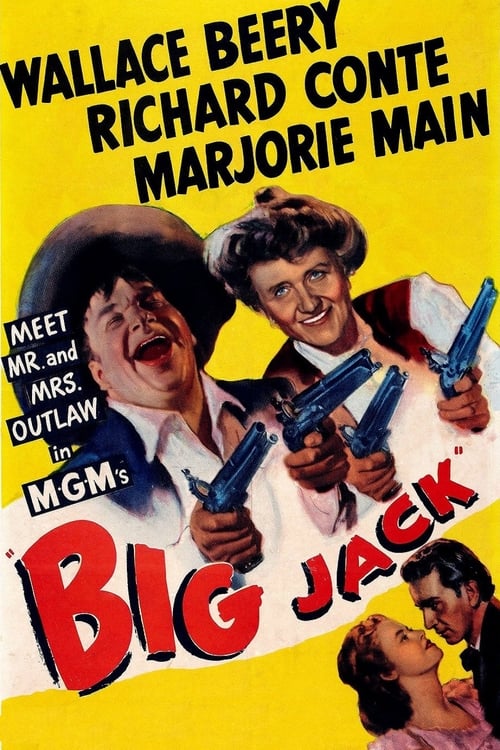 WALLACE BEERY
RICHARD CONTE
MARJORIE MAIN
MEET
MR. and
MRS.
OUTLAW
in
M-G-M's
"BIG JACK"